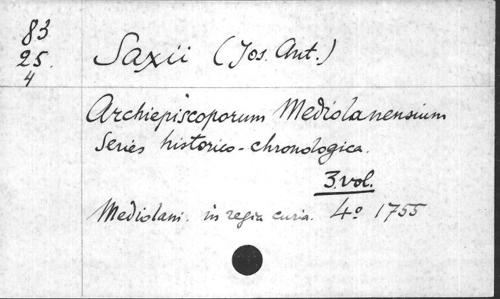 83
25.
4
Saxii (Jos. Ant.)
Archiepiscoporum Mediolanensium
Series historico-chronologica.
3. vol.
Mediolani. in regia curia. 4º 1755